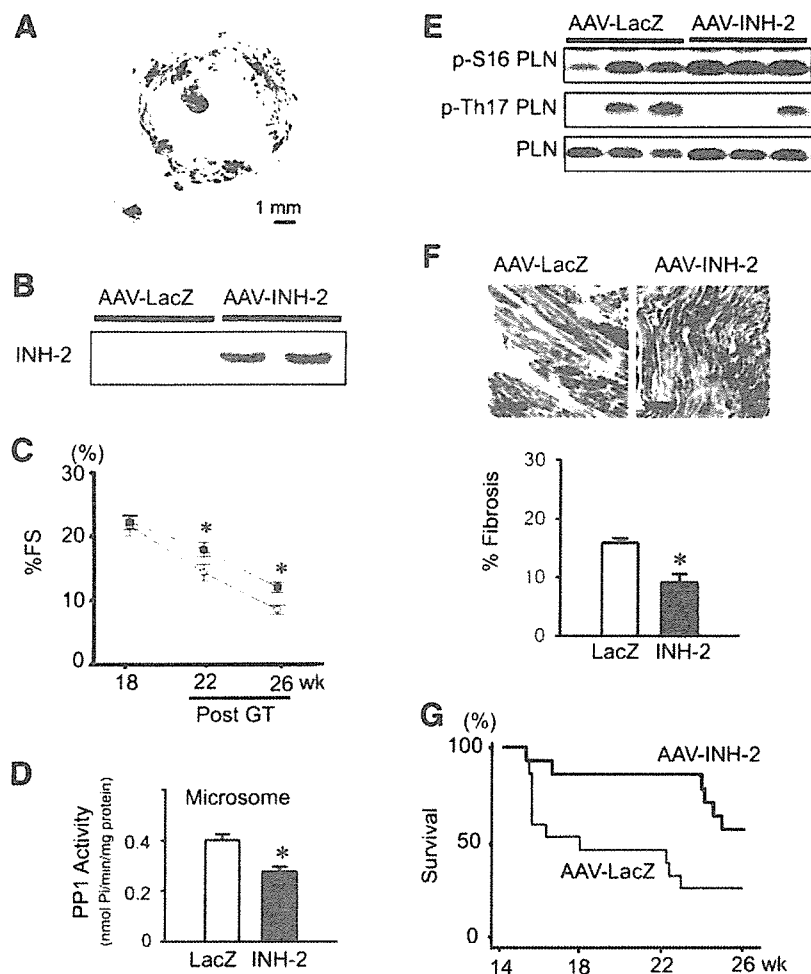 A
1 mm
B
AAV-LacZ AAV-INH-2
INH-2
C
(%)
30
20
10
0
%FS
* *
18 22 26 wk
Post GT
D
Microsome
PP1 Activity
(nmol Pi/min/mg protein)
0.4
0.2
0
*
LacZ INH-2
E
AAV-LacZ AAV-INH-2
p-S16 PLN
p-Th17 PLN
PLN
F
AAV-LacZ AAV-INH-2
% Fibrosis
30
20
10
0
*
LacZ INH-2
G
(%)
100
50
0
Survival
AAV-INH-2
AAV-LacZ
14 18 22 26 wk